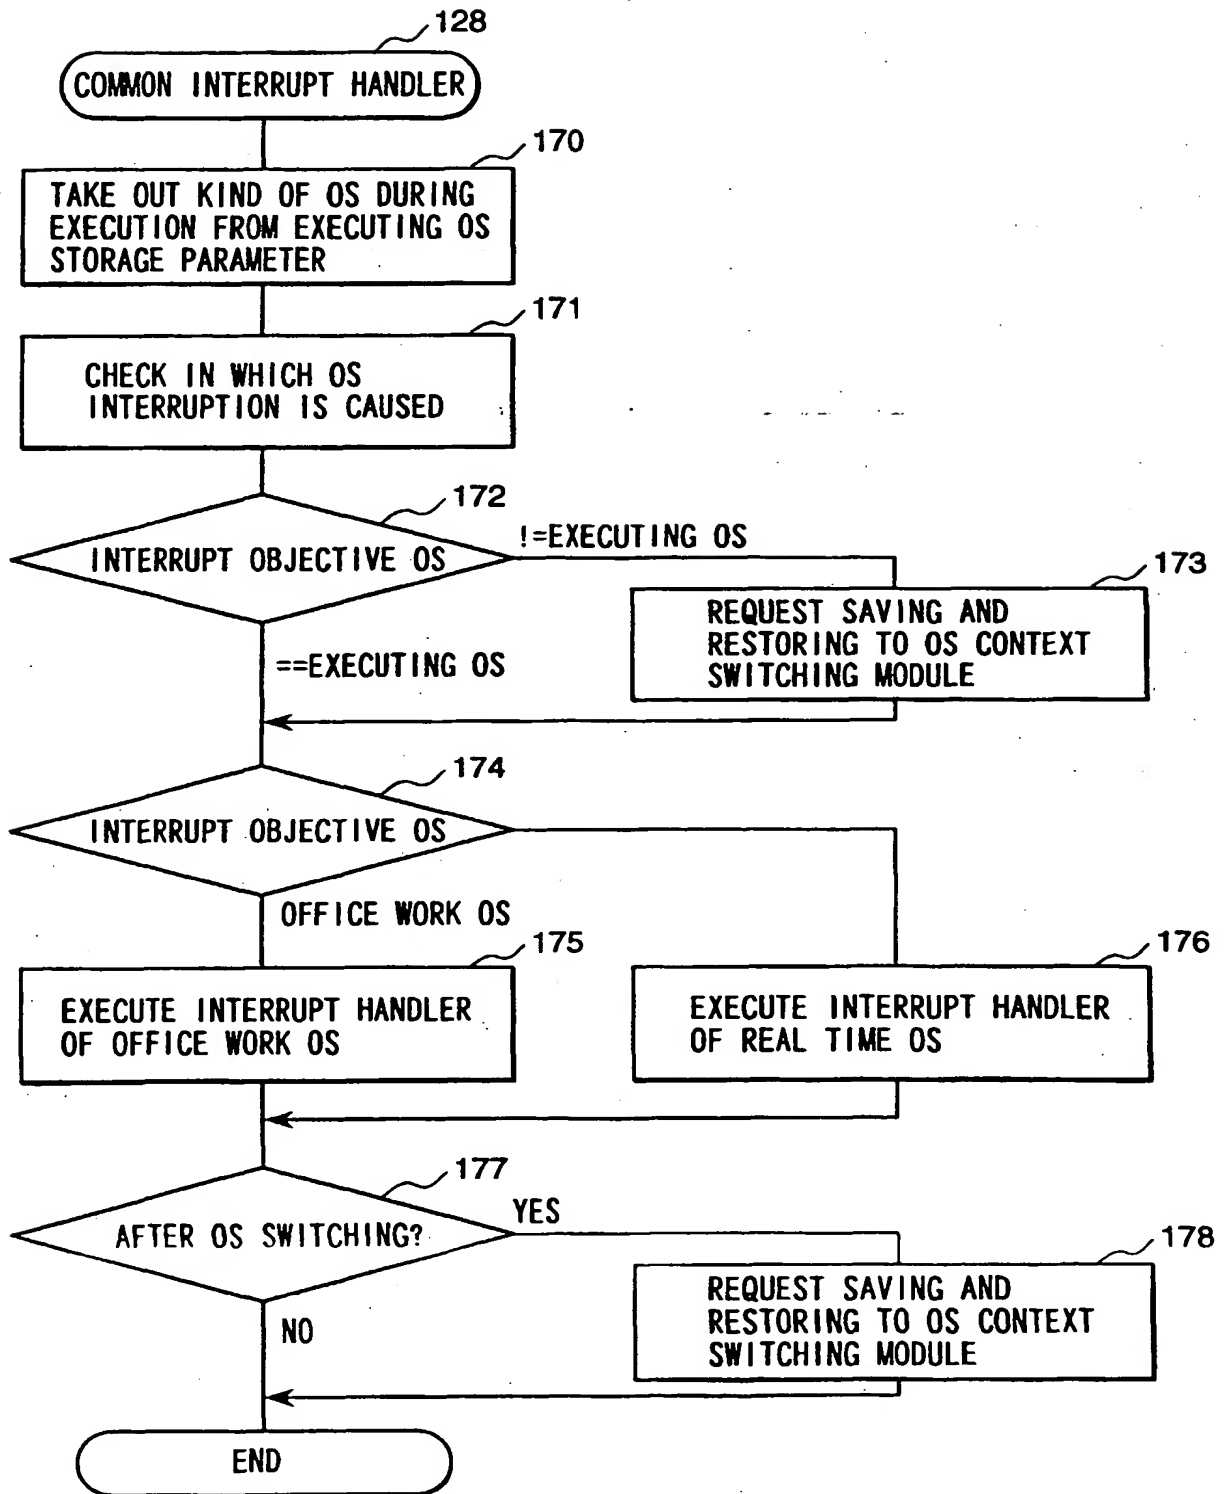 128
COMMON INTERRUPT HANDLER
170
TAKE OUT KIND OF OS DURING
EXECUTION FROM EXECUTING OS
STORAGE PARAMETER
171
CHECK IN WHICH OS
INTERRUPTION IS CAUSED
172
INTERRUPT OBJECTIVE OS
!=EXECUTING OS
173
REQUEST SAVING AND
RESTORING TO OS CONTEXT
SWITCHING MODULE
==EXECUTING OS
174
INTERRUPT OBJECTIVE OS
OFFICE WORK OS
175
EXECUTE INTERRUPT HANDLER
OF OFFICE WORK OS
176
EXECUTE INTERRUPT HANDLER
OF REAL TIME OS
177
AFTER OS SWITCHING?
YES
178
REQUEST SAVING AND
RESTORING TO OS CONTEXT
SWITCHING MODULE
NO
END